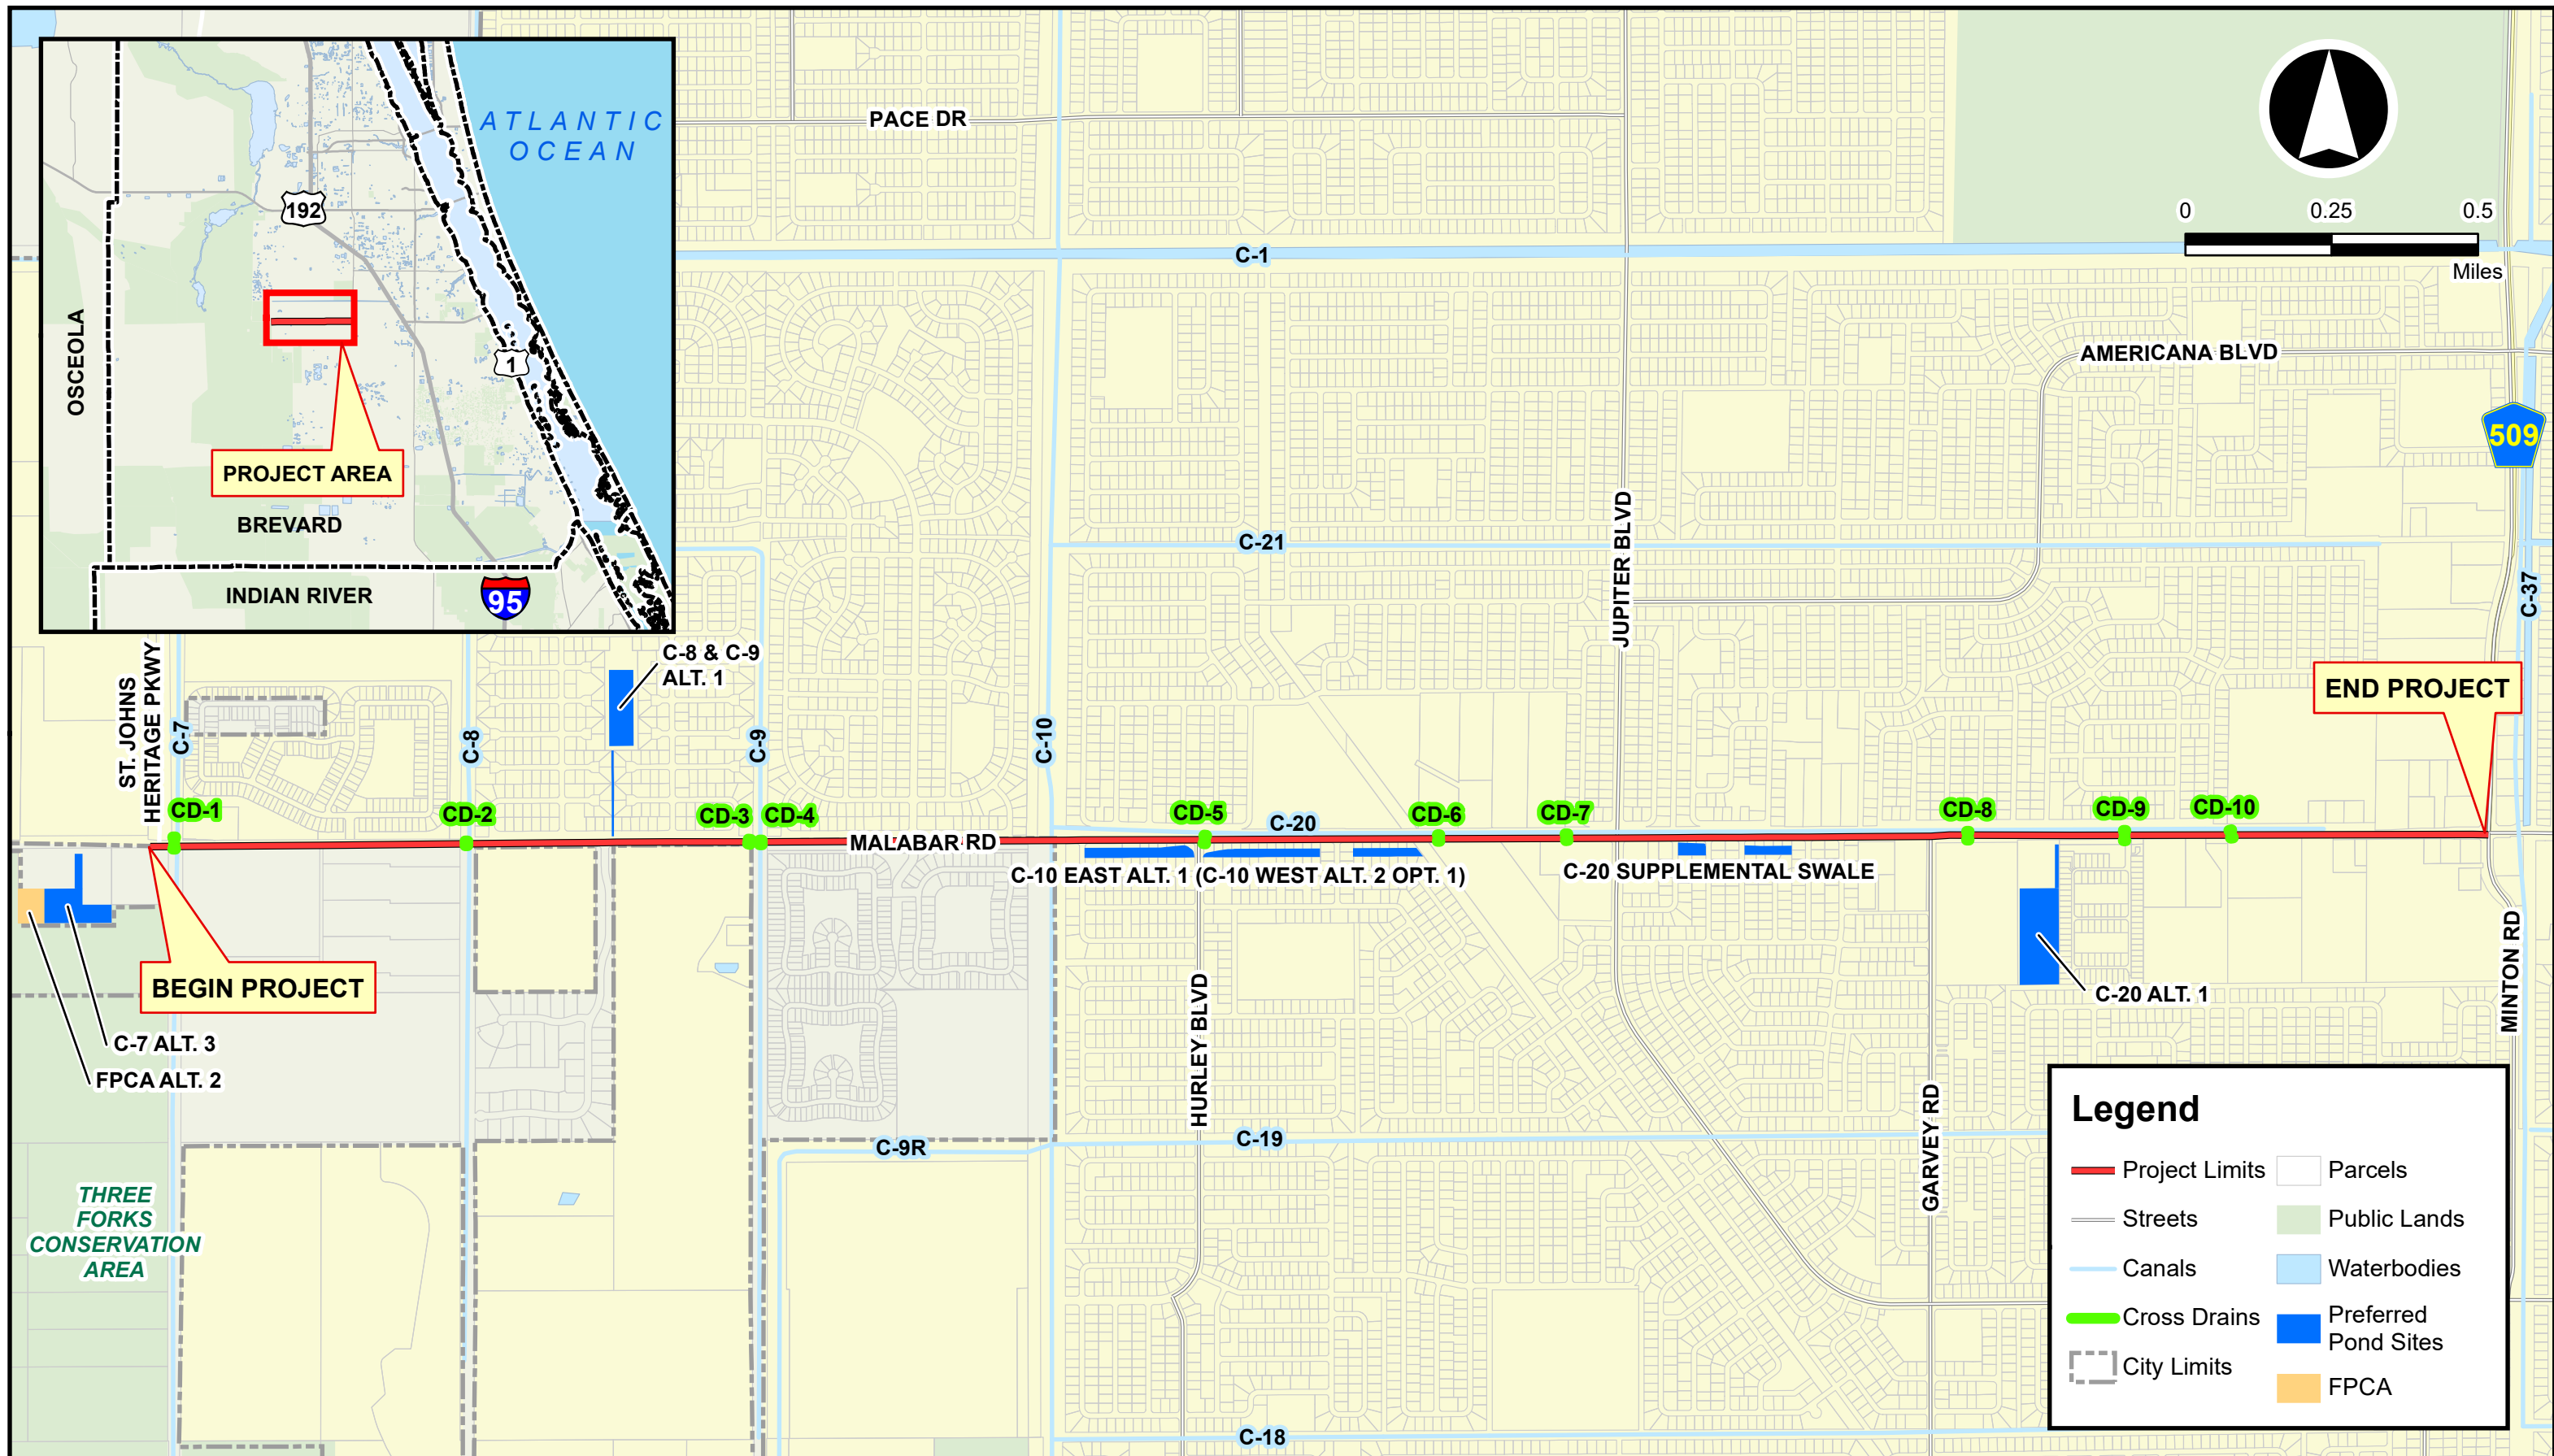 ATLANTIC
OCEAN
192
1
OSCEOLA
PROJECT AREA
BREVARD
INDIAN RIVER
95
PACE DR
C-1
0 0.25 0.5
Miles
AMERICANA BLVD
509
C-21
JUPITER BLVD
C-37
ST. JOHNS
HERITAGE PKWY
C-7
C-8
C-8 & C-9
ALT. 1
C-9
C-10
END PROJECT
CD-1
CD-2
CD-3
CD-4
CD-5
C-20
CD-6
CD-7
CD-8
CD-9
CD-10
MALABAR RD
C-10 EAST ALT. 1 (C-10 WEST ALT. 2 OPT. 1)
C-20 SUPPLEMENTAL SWALE
BEGIN PROJECT
C-7 ALT. 3
FPCA ALT. 2
HURLEY BLVD
C-20 ALT. 1
MINTON RD
GARVEY RD
C-9R
C-19
THREE
FORKS
CONSERVATION
AREA
C-18
Legend
Project Limits
Streets
Canals
Cross Drains
City Limits
Parcels
Public Lands
Waterbodies
Preferred
Pond Sites
FPCA